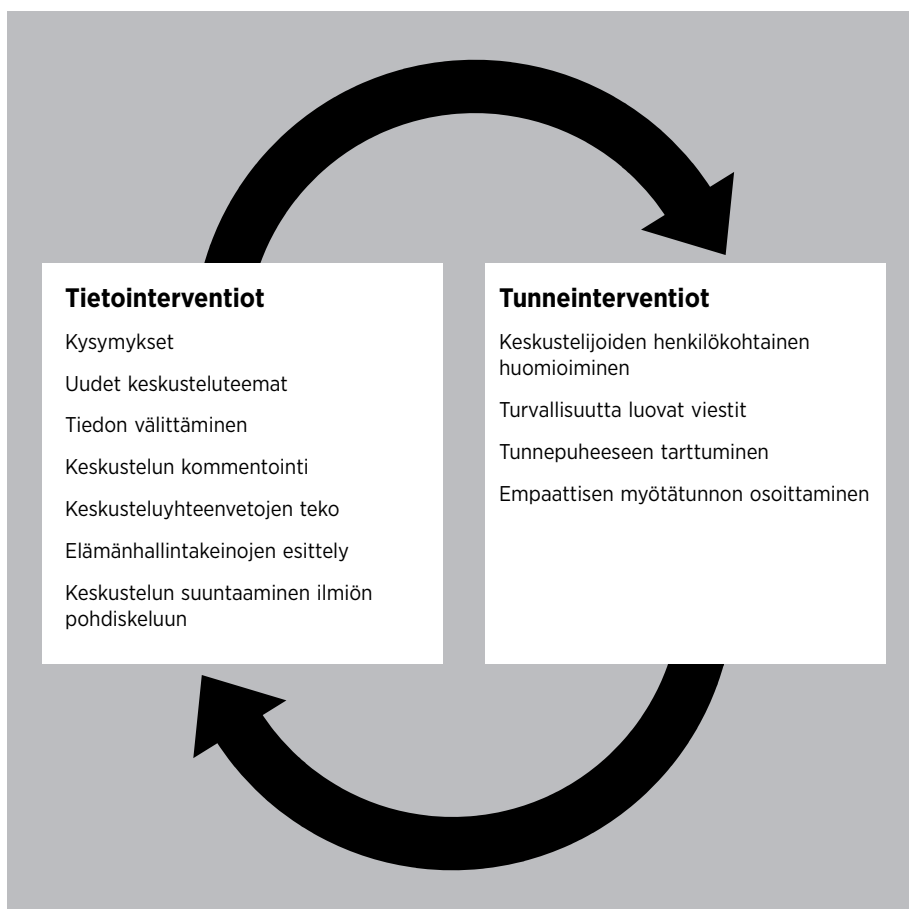 Tietointerventiot
Kysymykset
Uudet keskusteluteemat
Tiedon välittäminen
Keskustelun kommentointi
Keskusteluyhteenvetojen teko
Elämänhallintakeinojen esittely
Keskustelun suuntaaminen ilmiön
pohdiskeluun
Tunneinterventiot
Keskustelijoiden henkilökohtainen
huomioiminen
Turvallisuutta luovat viestit
Tunnepuheeseen tarttuminen
Empaattisen myötätunnon osoittaminen